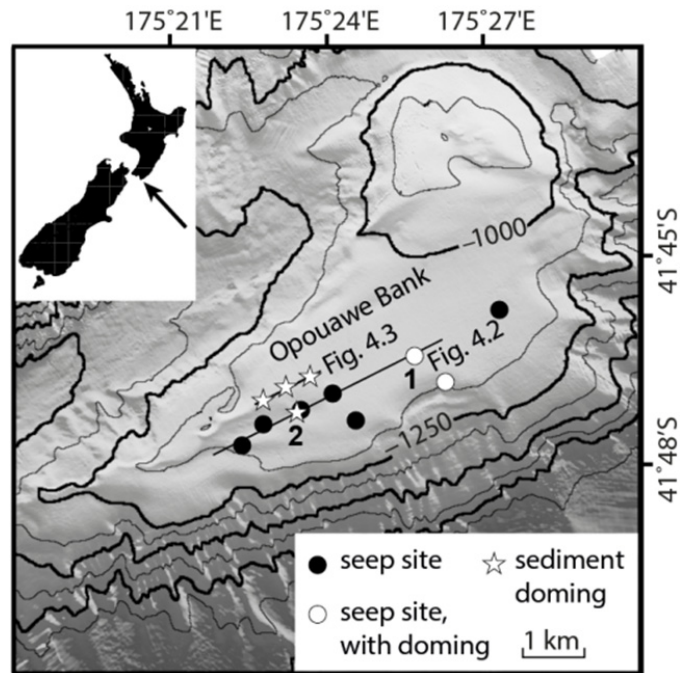 175°21'E 175°24'E 175°27'E
41°45'S
41°48'S
–1000
Opouawe Bank
Fig. 4.3
Fig. 4.2
1
2
1250
seep site
sediment
doming
seep site,
with doming
1 km